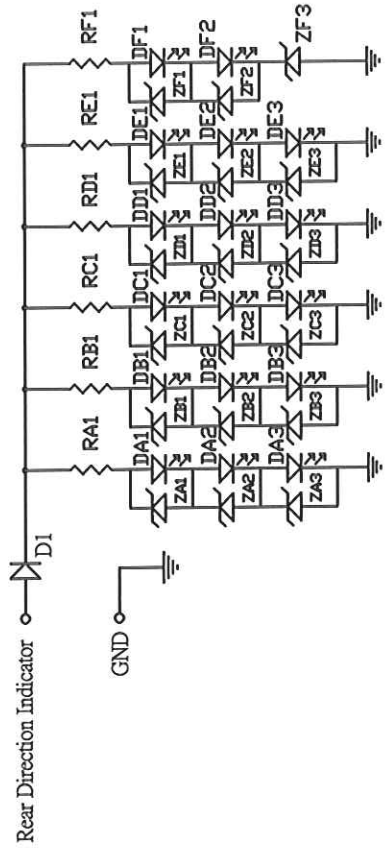 Rear Direction Indicator
D1
GND
RA1
RB1
RC1
RD1
RE1
RF1
DA1
DB1
DC1
DD1
DE1
DF1
ZA1
ZB1
ZC1
ZD1
ZE1
ZF1
DA2
DB2
DC2
DD2
DE2
DF2
ZA2
ZB2
ZC2
ZD2
ZE2
ZF2
DA3
DB3
DC3
DD3
DE3
ZF3
ZA3
ZB3
ZC3
ZD3
ZE3